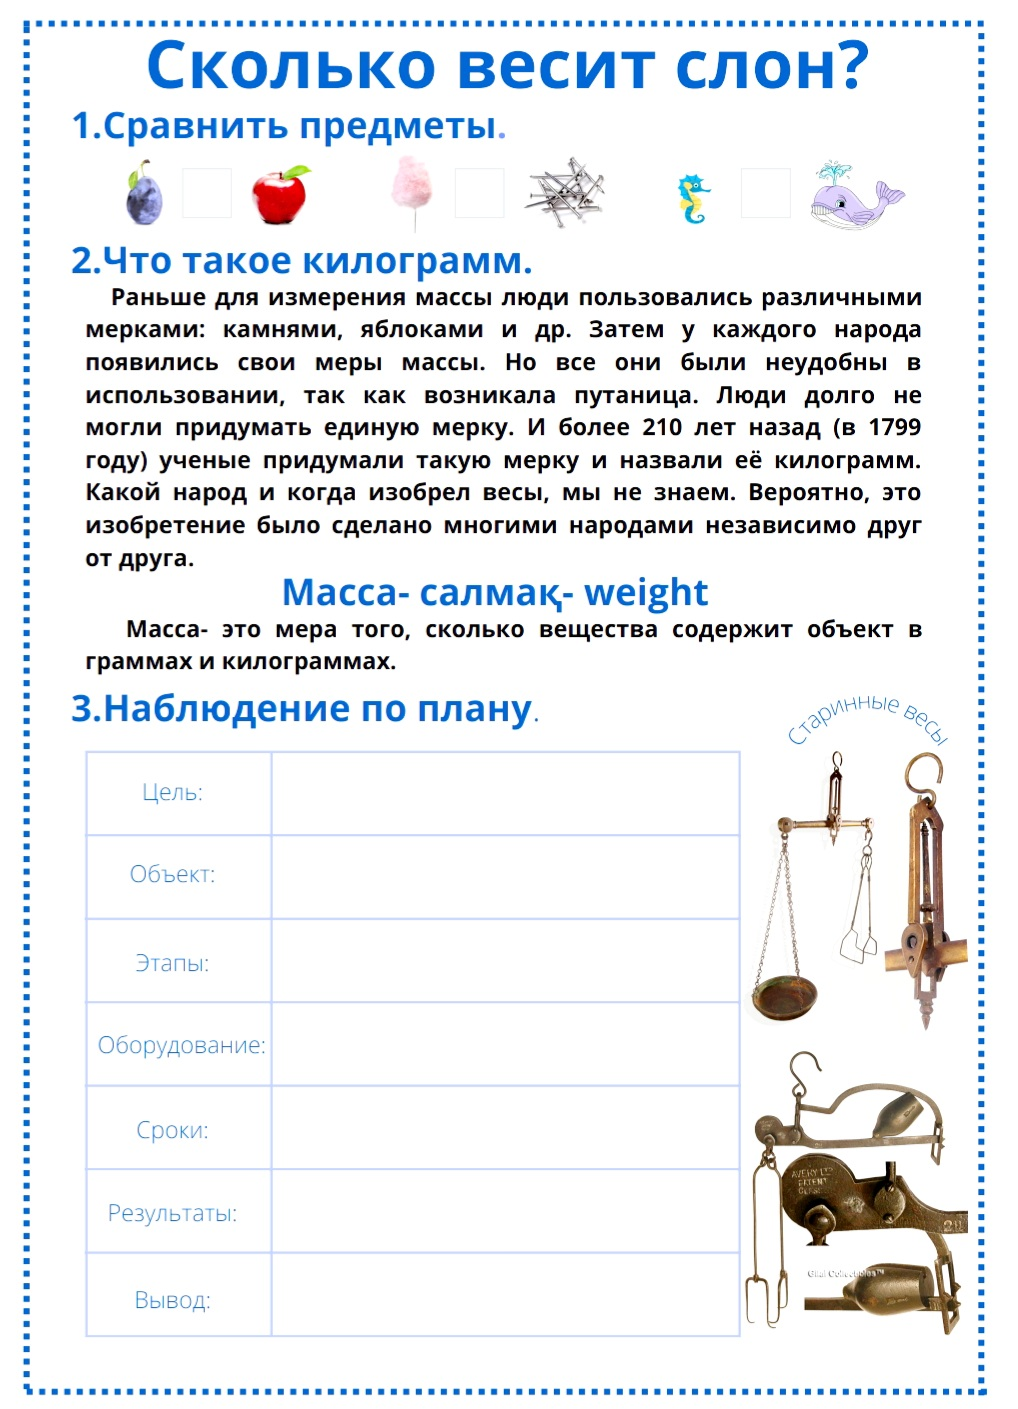 Сколько весит слон?
1.Сравнить предметы.
2.Что такое килограмм.
Раньше для измерения массы люди пользовались различными
мерками: камнями, яблоками и др. Затем у каждого народа
появились свои меры массы. Но все они были неудобны в
использовании, так как возникала путаница. Люди долго не
могли придумать единую мерку. И более 210 лет назад (в 1799
году) ученые придумали такую мерку и назвали её килограмм.
Какой народ и когда изобрел весы, мы не знаем. Вероятно, это
изобретение было сделано многими народами независимо друг
от друга.
Масса- салмақ- weight
Масса- это мера того, сколько вещества содержит объект в
граммах и килограммах.
3.Наблюдение по плану.
Старинные весы
Цель:
Объект:
Этапы:
Оборудование:
Сроки:
Результаты:
Вывод:
AVERY LTD
PATENT